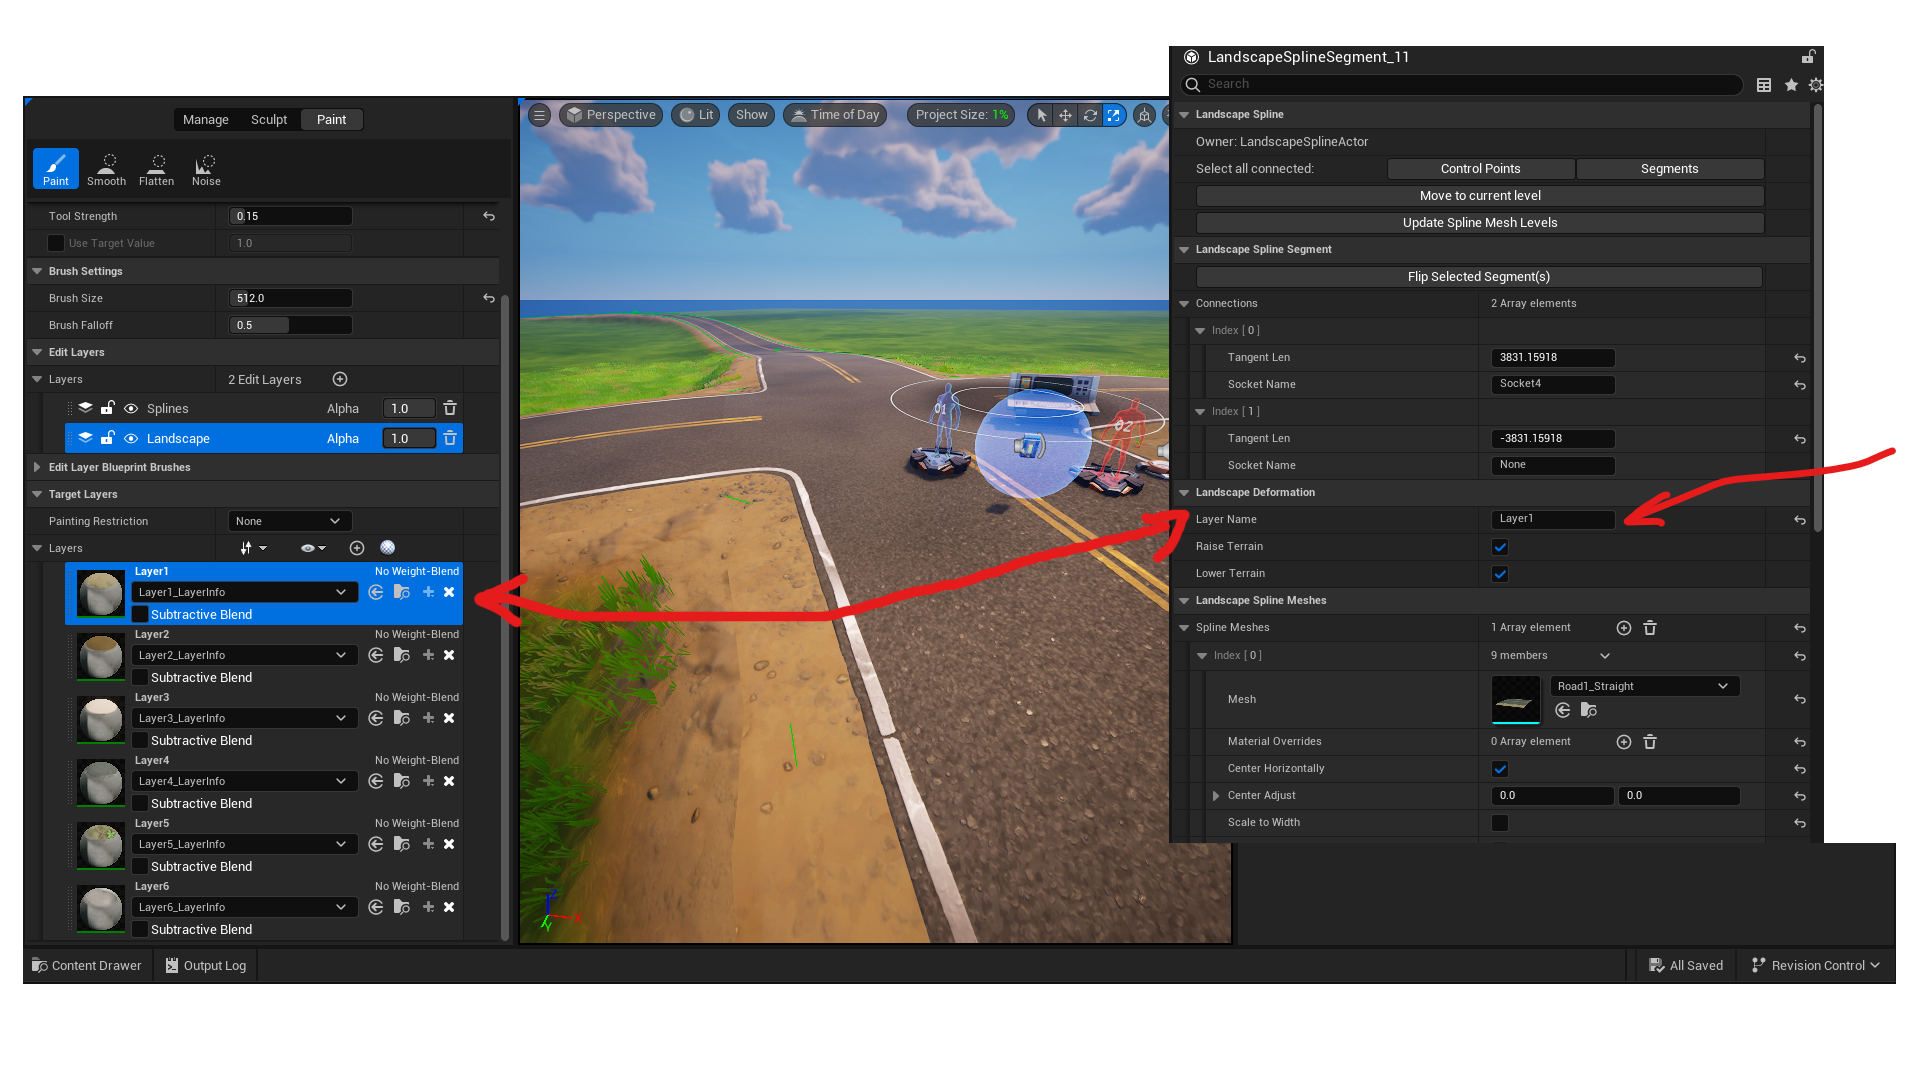 LandscapeSplineSegment_11
Search
Manage Sculpt Paint
Paint Smooth Flatten Noise
Tool Strength 0.15
Use Target Value 1.0
Brush Settings
Brush Size 512.0
Brush Falloff 0.5
Edit Layers
Layers 2 Edit Layers
Splines Alpha 1.0
Landscape Alpha 1.0
Edit Layer Blueprint Brushes
Target Layers
Painting Restriction None
Layers
Layer1 No Weight-Blend
Layer1_LayerInfo
Subtractive Blend
Layer2 No Weight-Blend
Layer2_LayerInfo
Subtractive Blend
Layer3 No Weight-Blend
Layer3_LayerInfo
Subtractive Blend
Layer4 No Weight-Blend
Layer4_LayerInfo
Subtractive Blend
Layer5 No Weight-Blend
Layer5_LayerInfo
Subtractive Blend
Layer6 No Weight-Blend
Layer6_LayerInfo
Subtractive Blend
Perspective Lit Show Time of Day Project Size: 1%
01
02
Z
X
Y
Landscape Spline
Owner: LandscapeSplineActor
Select all connected: Control Points Segments
Move to current level
Update Spline Mesh Levels
Landscape Spline Segment
Flip Selected Segment(s)
Connections 2 Array elements
Index [ 0 ]
Tangent Len 3831.15918
Socket Name Socket4
Index [ 1 ]
Tangent Len -3831.15918
Socket Name None
Landscape Deformation
Layer Name Layer1
Raise Terrain
Lower Terrain
Landscape Spline Meshes
Spline Meshes 1 Array element
Index [ 0 ] 9 members
Mesh Road1_Straight
Material Overrides 0 Array element
Center Horizontally
Center Adjust 0.0 0.0
Scale to Width
Content Drawer Output Log All Saved Revision Control